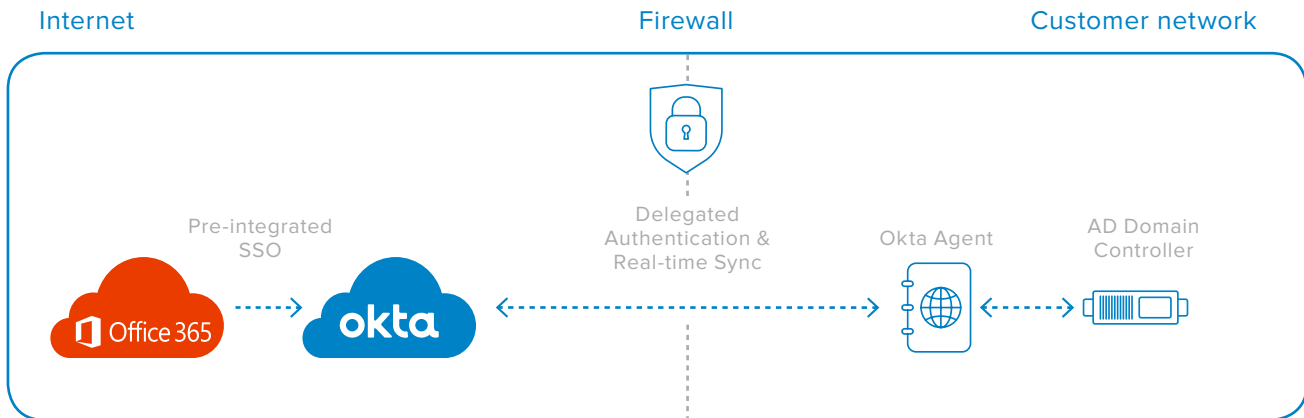 Internet
Firewall
Customer network
Pre-integrated
SSO
Delegated
Authentication &
Real-time Sync
Okta Agent
AD Domain
Controller
Office 365
okta